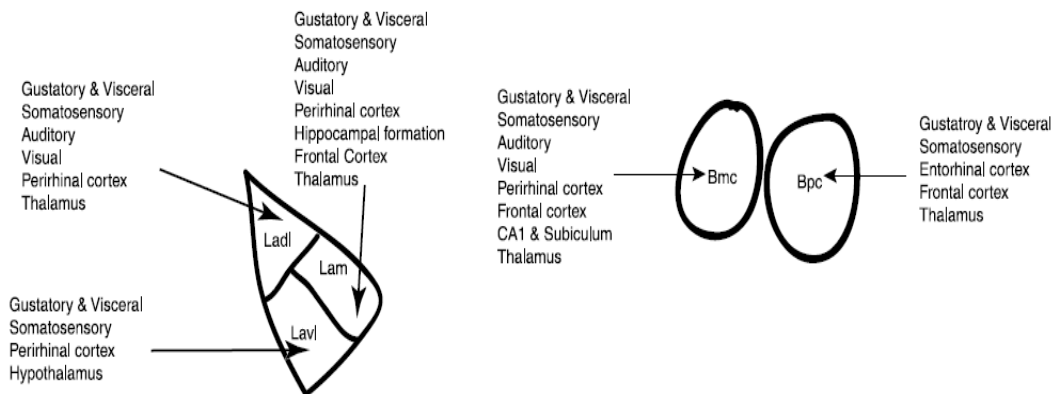 Gustatory & Visceral
Somatosensory
Auditory
Visual
Perirhinal cortex
Thalamus
Gustatory & Visceral
Somatosensory
Auditory
Visual
Perirhinal cortex
Hippocampal formation
Frontal Cortex
Thalamus
Ladl
Lam
Lavl
Gustatory & Visceral
Somatosensory
Perirhinal cortex
Hypothalamus
Gustatory & Visceral
Somatosensory
Auditory
Visual
Perirhinal cortex
Frontal cortex
CA1 & Subiculum
Thalamus
Bmc
Bpc
Gustatroy & Visceral
Somatosensory
Entorhinal cortex
Frontal cortex
Thalamus